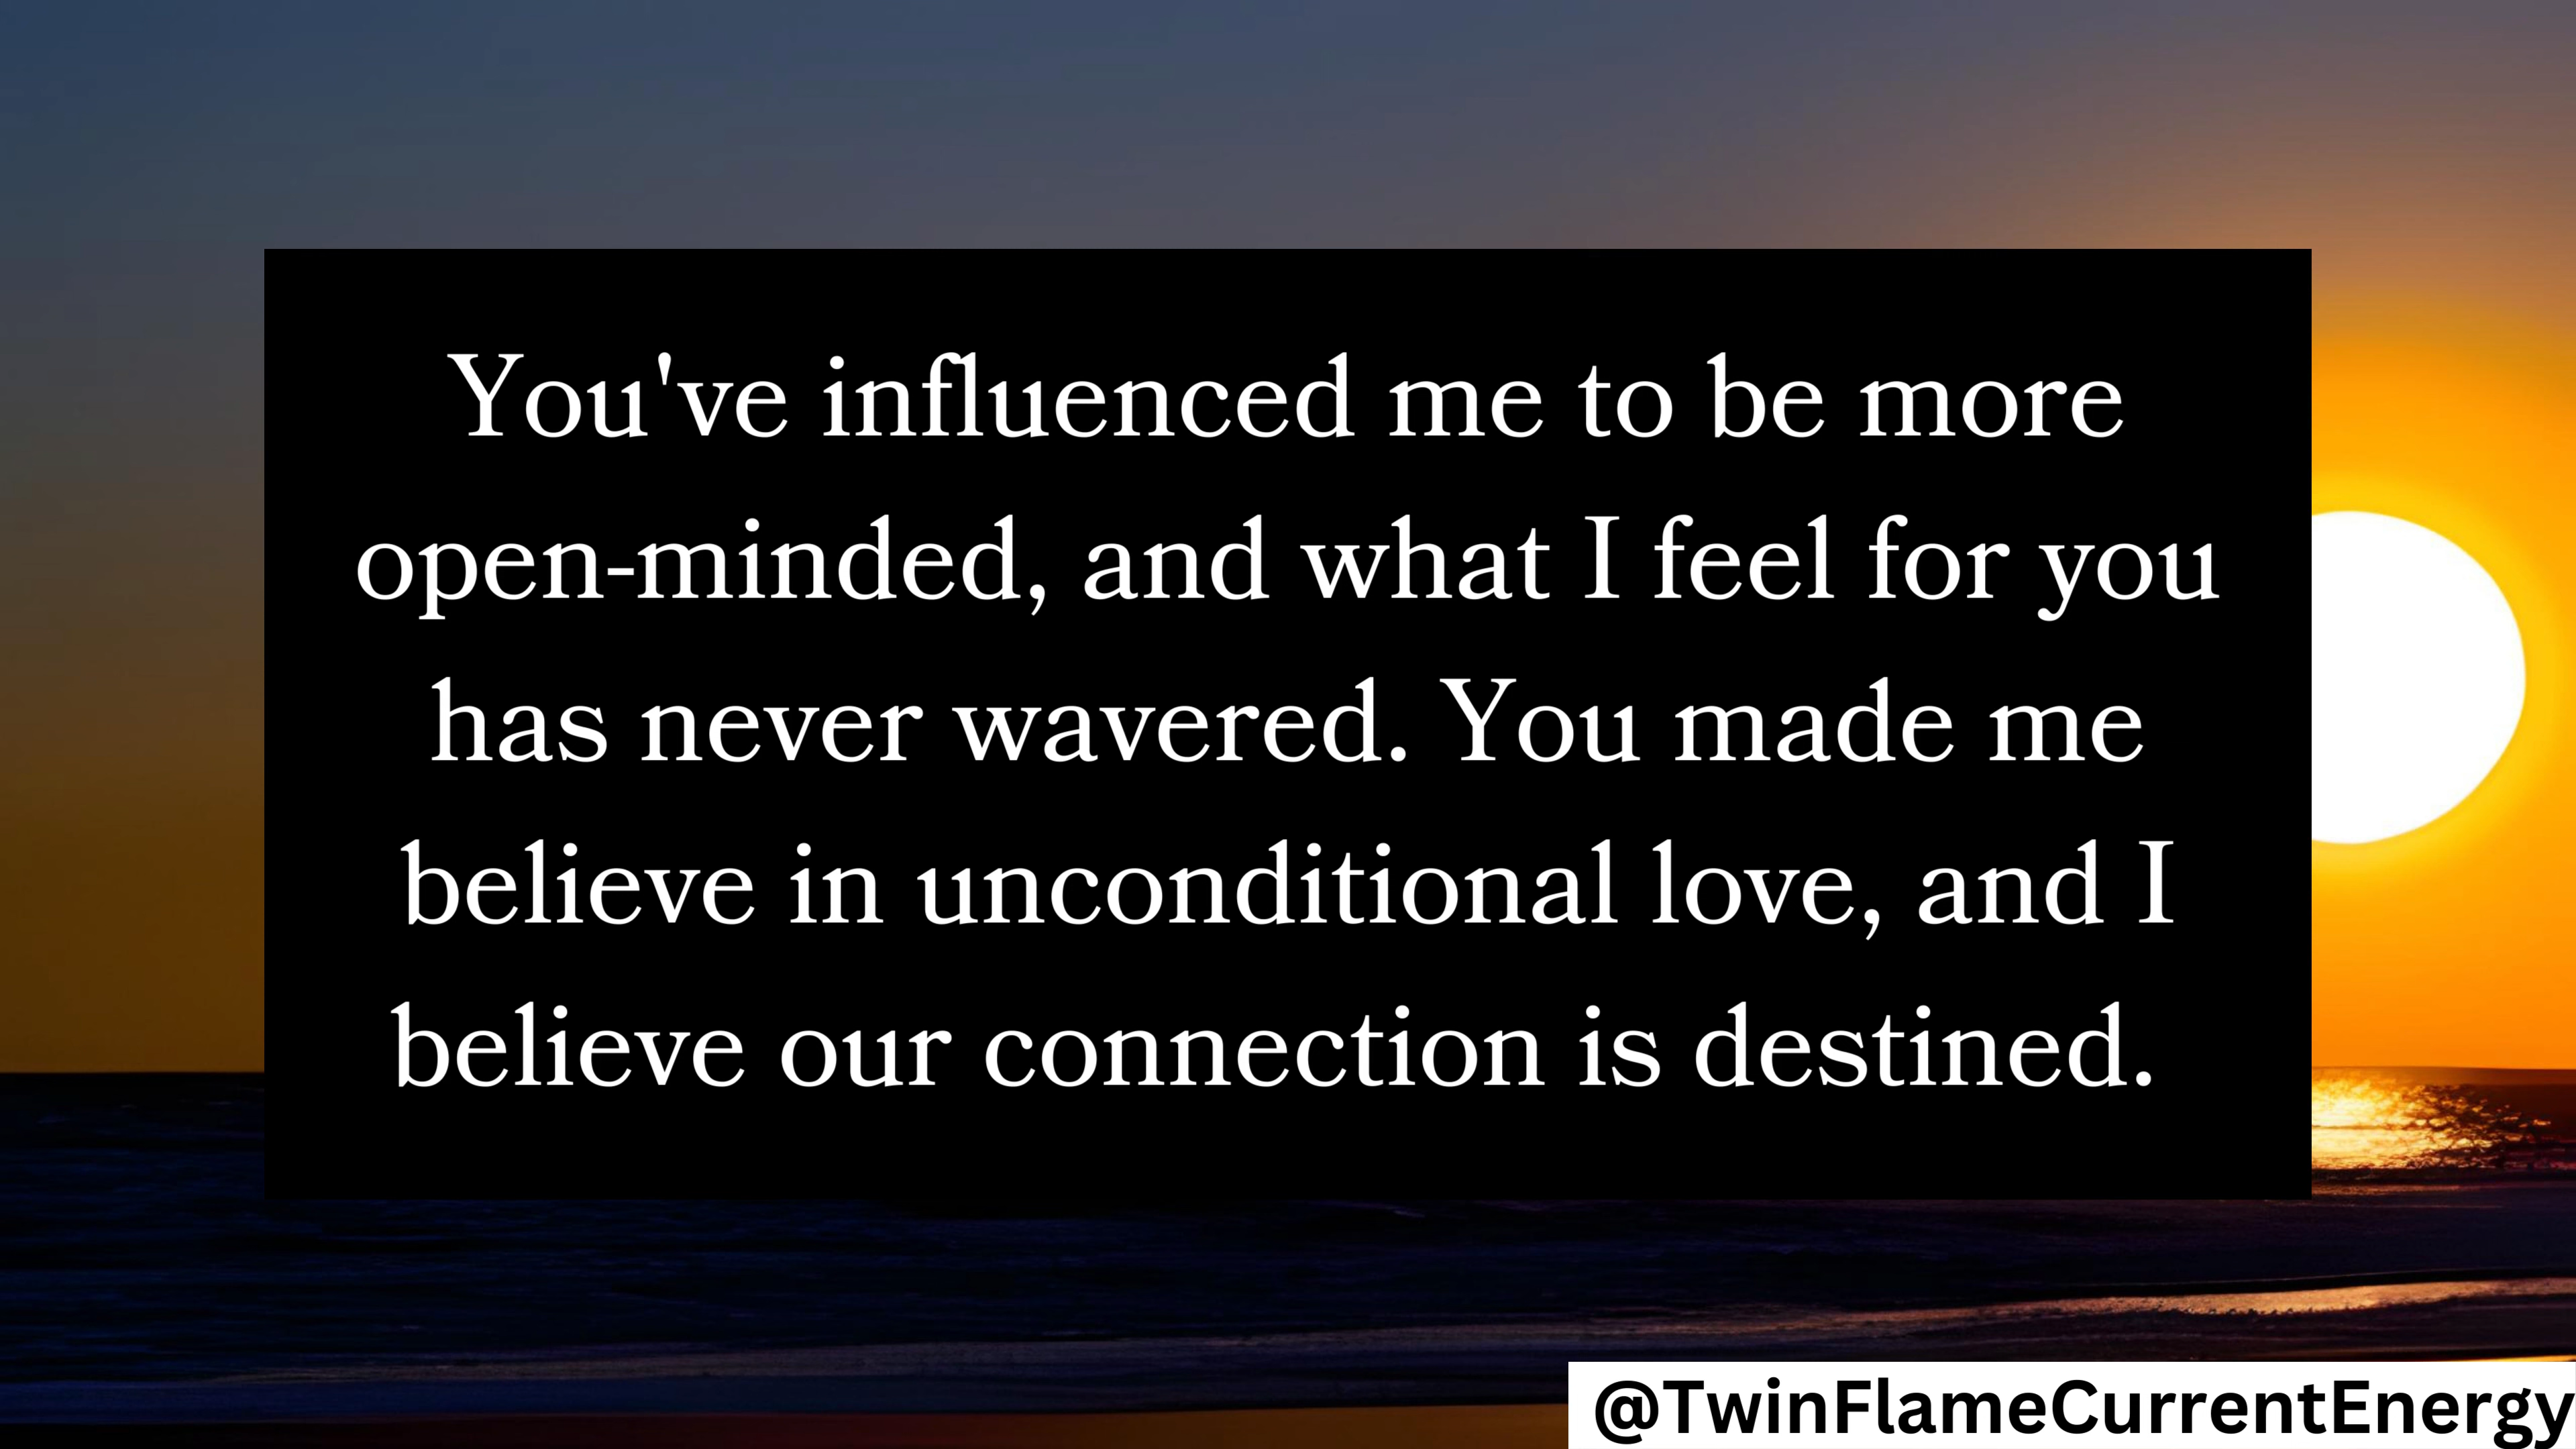 You've influenced me to be more
open-minded, and what I feel for you
has never wavered. You made me
believe in unconditional love, and I
believe our connection is destined.
@TwinFlameCurrentEnergy